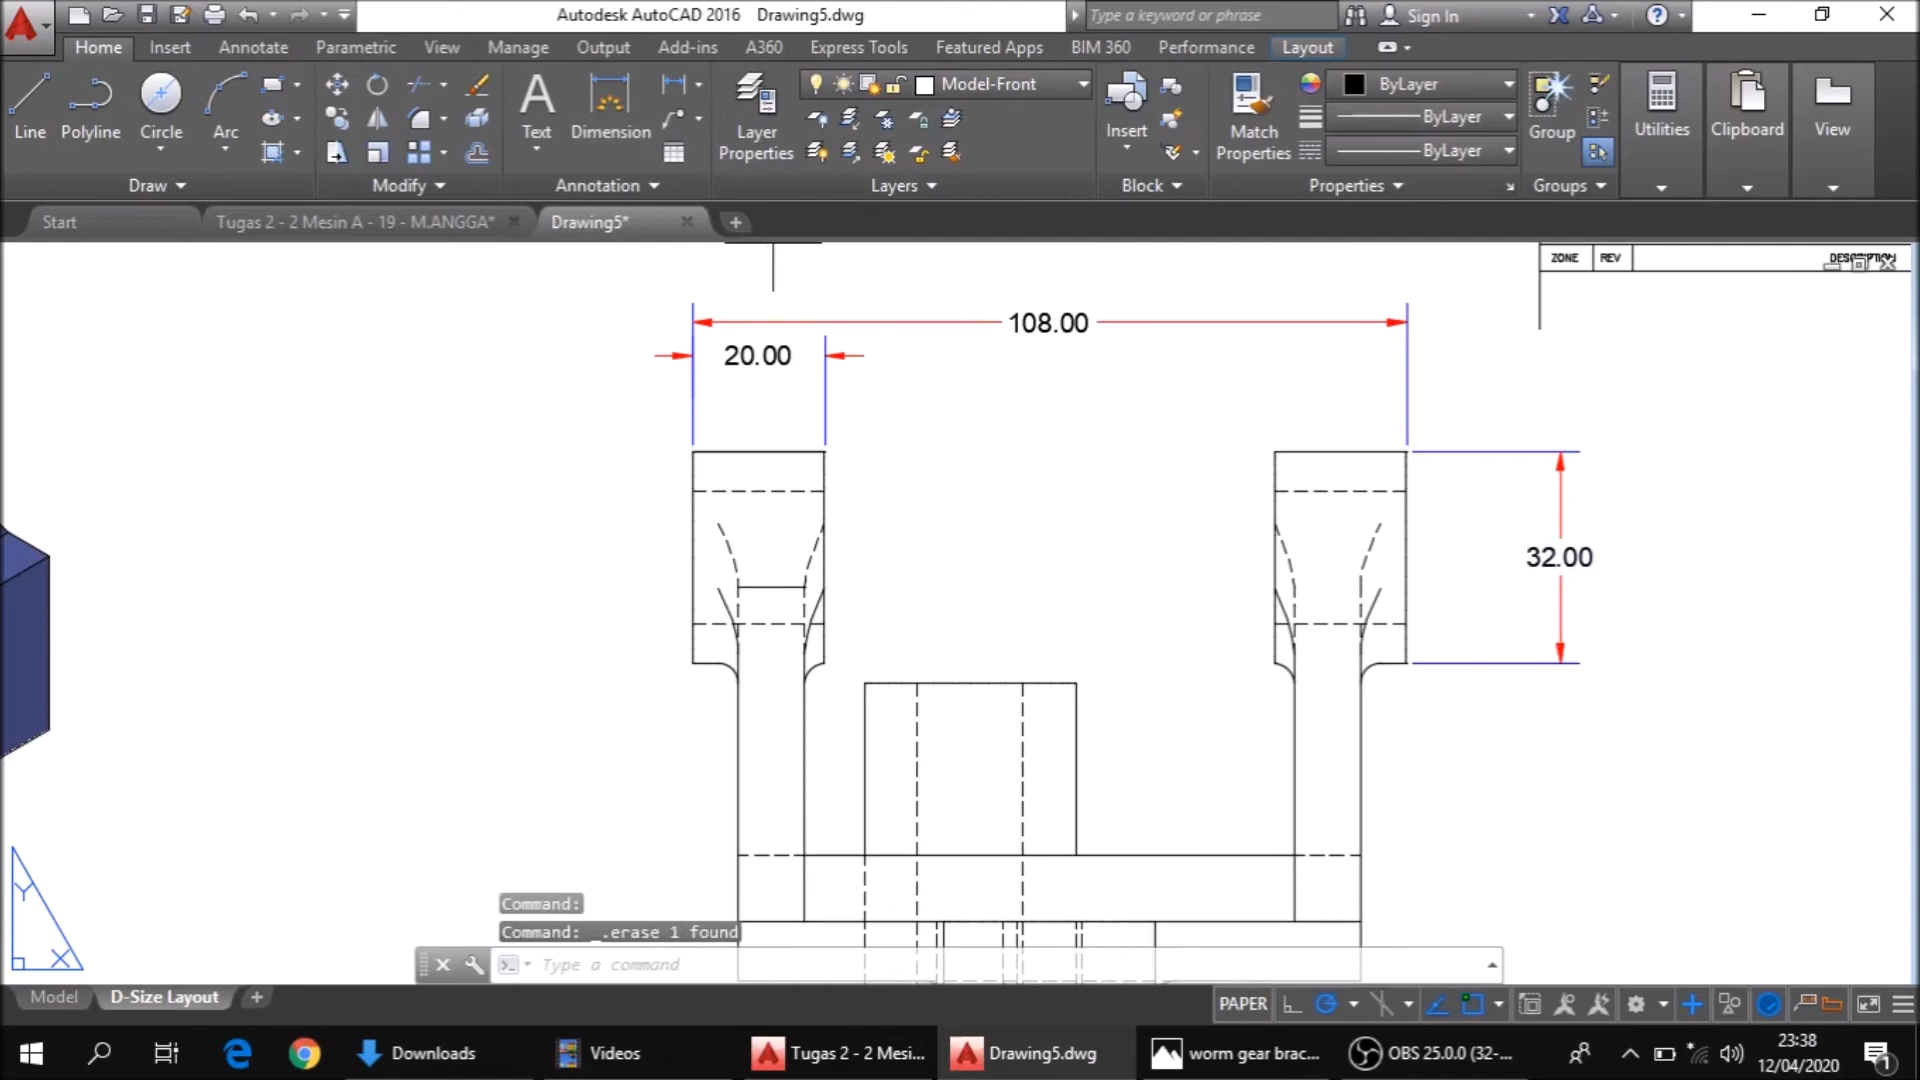 Autodesk AutoCAD 2016 Drawing5.dwg
Type a keyword or phrase
Sign In
Home Insert Annotate Parametric View Manage Output Add-ins A360 Express Tools Featured Apps BIM 360 Performance Layout
Line Polyline Circle Arc
Text Dimension
Layer Properties
Model-Front
Insert
Match Properties
ByLayer
ByLayer
ByLayer
Group
Utilities Clipboard View
Draw Modify Annotation Layers Block Properties Groups
Start Tugas 2 - 2 Mesin A - 19 - M.ANGGA* Drawing5*
ZONE REV DESCRIPTION
108.00
20.00
32.00
Y
X
Command:
Command: _.erase 1 found
Type a command
Model D-Size Layout
PAPER
Downloads Videos Tugas 2 - 2 Mesi... Drawing5.dwg worm gear brac... OBS 25.0.0 (32-...
23:38
12/04/2020
1